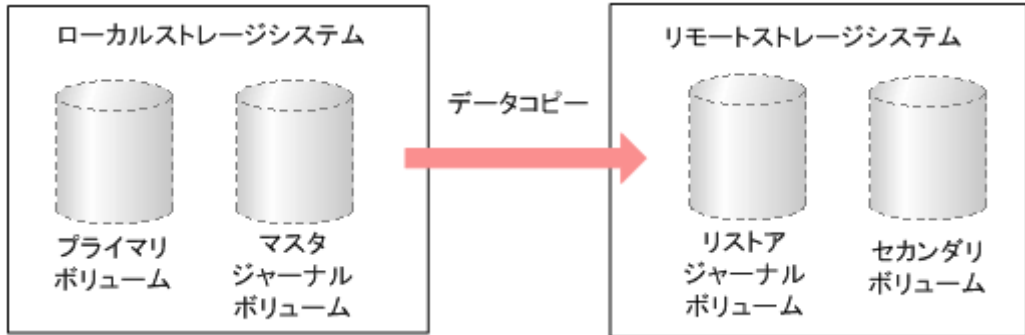 ローカルストレージシステム
プライマリ
ボリューム
マスタ
ジャーナル
ボリューム
データコピー
リモートストレージシステム
リストア
ジャーナル
ボリューム
セカンダリ
ボリューム